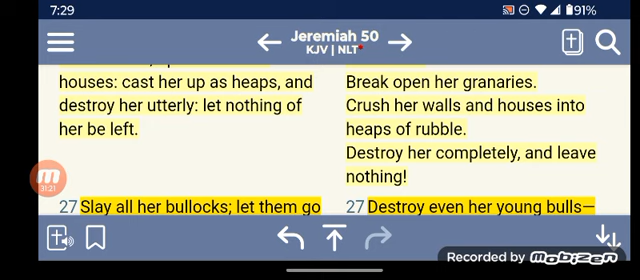 7:29
91%
Jeremiah 50
KJV | NLT
houses: cast her up as heaps, and
destroy her utterly: let nothing of
her be left.
27 Slay all her bullocks; let them go
Break open her granaries.
Crush her walls and houses into
heaps of rubble.
Destroy her completely, and leave
nothing!
27 Destroy even her young bulls—
M
31:21
Recorded by Mobizen